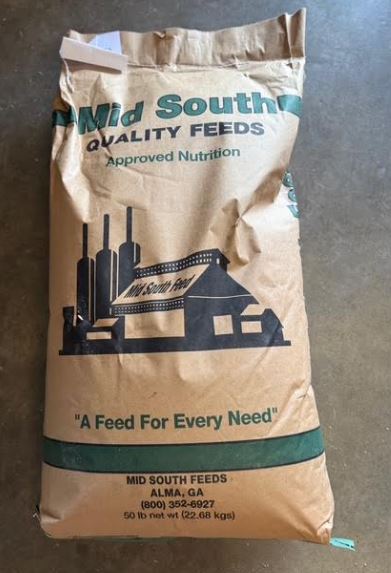 Mid South
QUALITY FEEDS
Approved Nutrition
Mid South Feed
"A Feed For Every Need"
MID SOUTH FEEDS
ALMA, GA
(800) 352-6927
50 lb net wt (22.68 kgs)